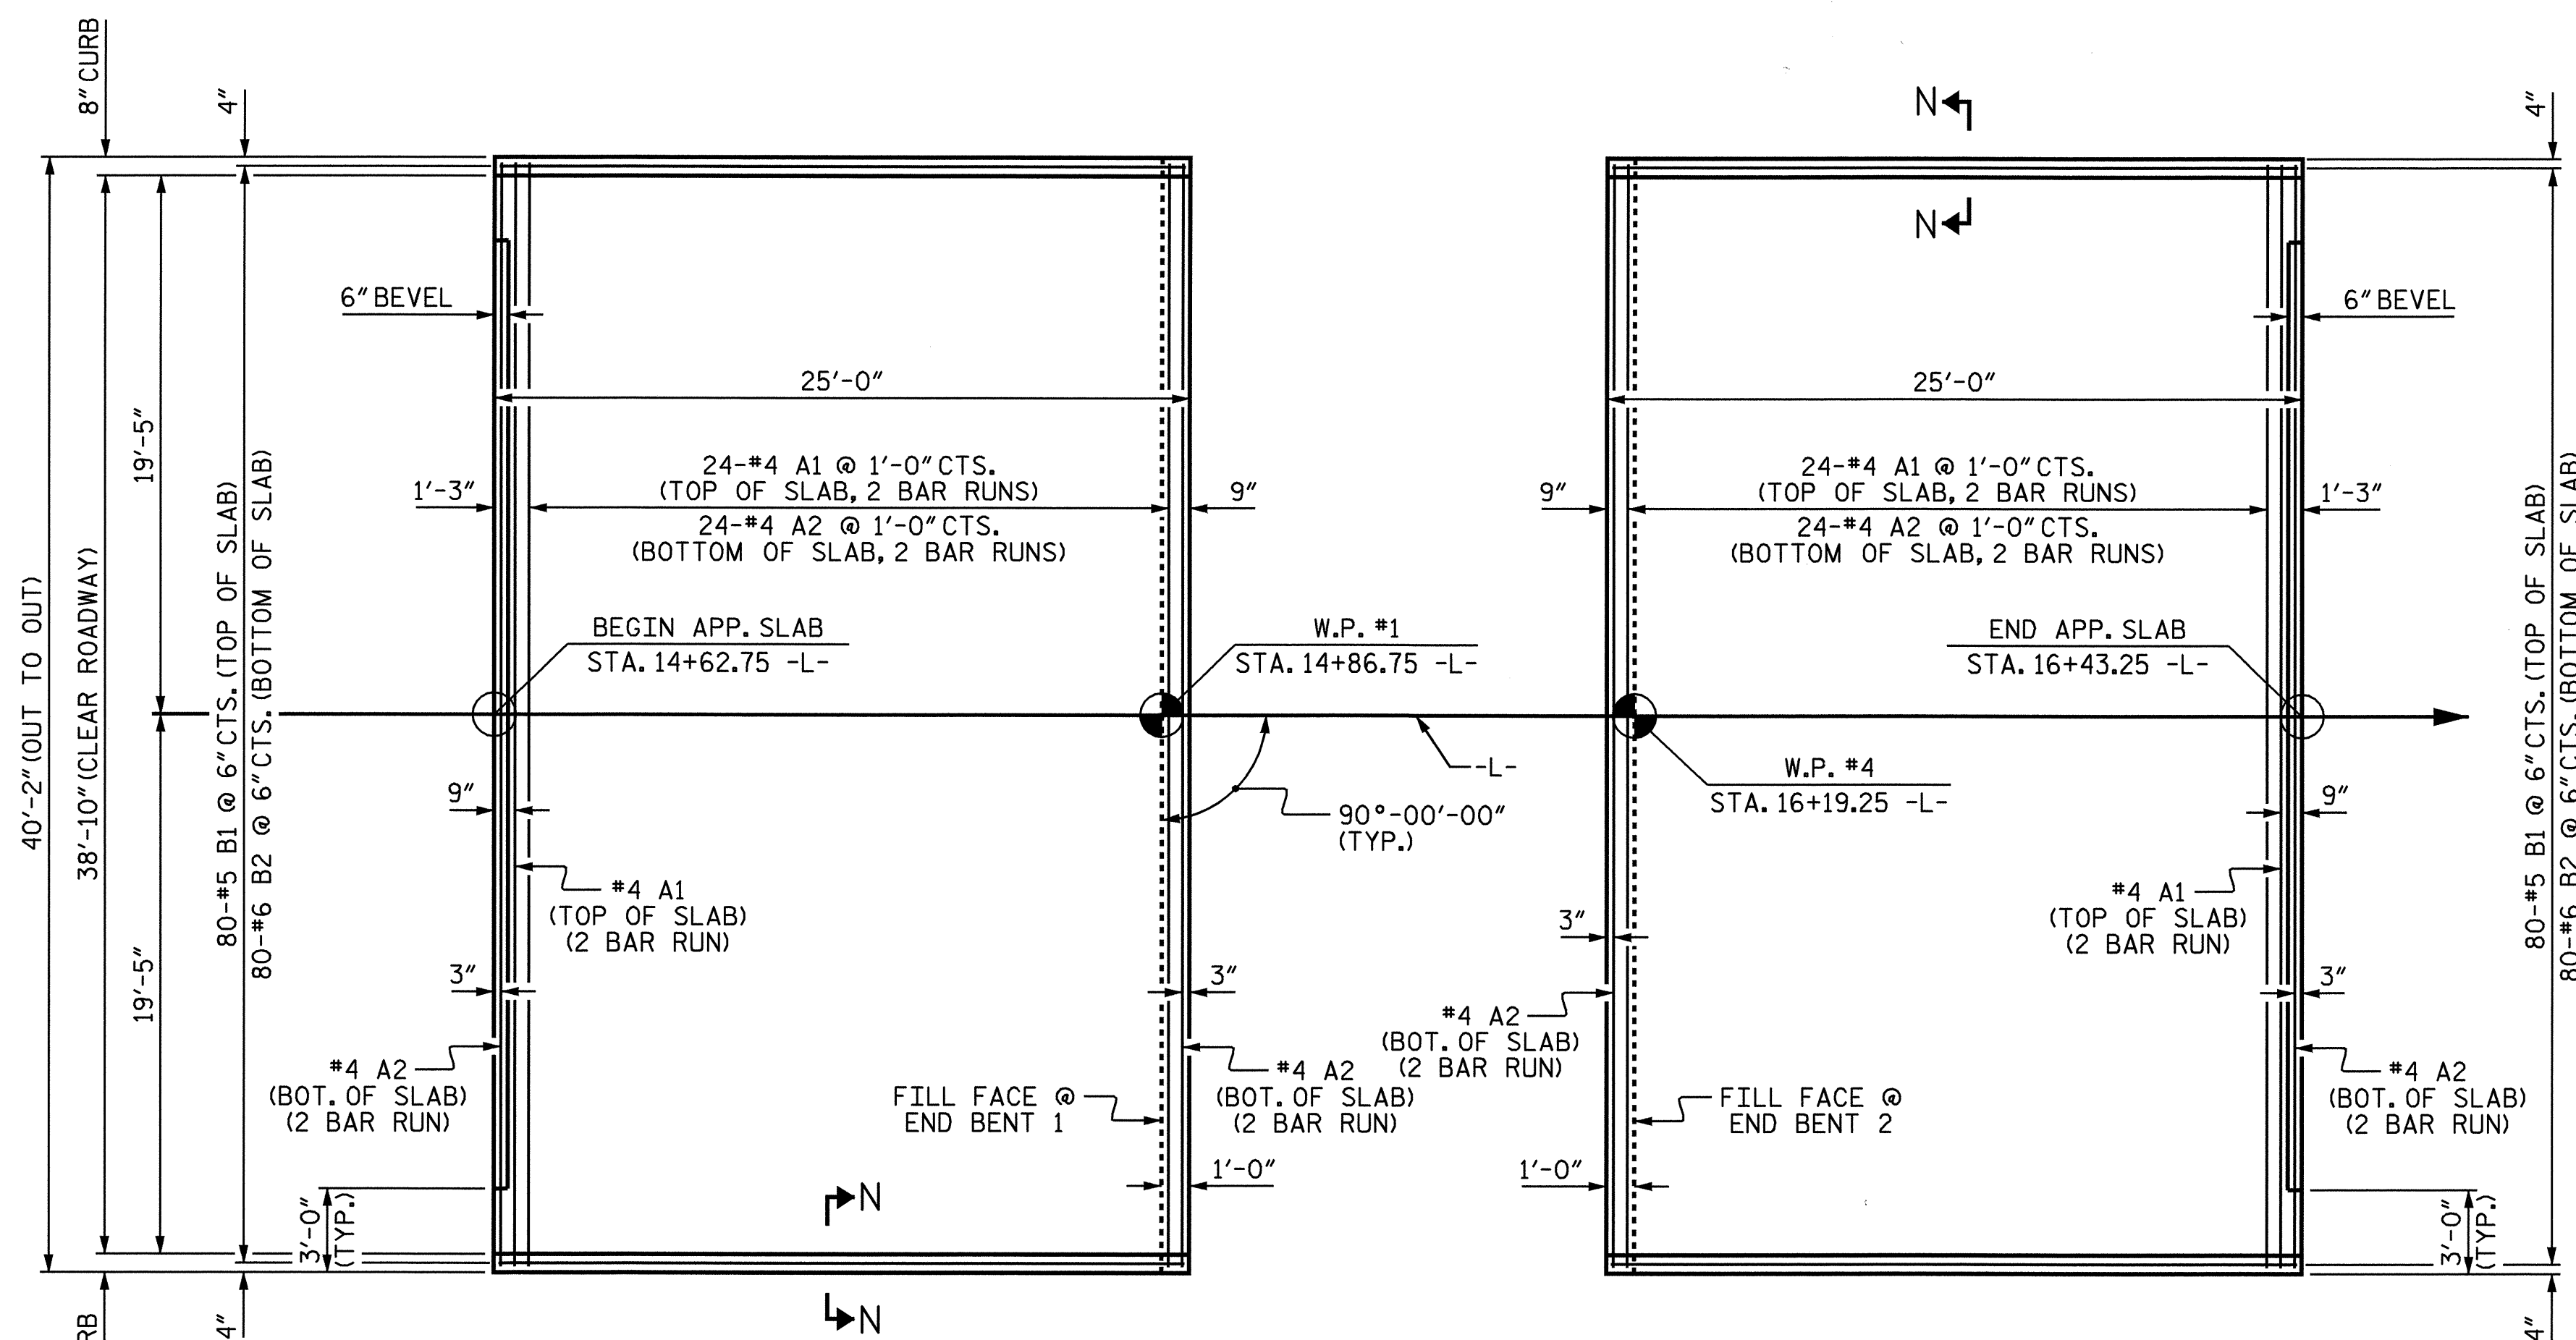 8" CURB
4"
N
N
4"
6" BEVEL
6" BEVEL
25'-0"
25'-0"
19'-5"
24-#4 A1 @ 1'-0" CTS.
(TOP OF SLAB, 2 BAR RUNS)
24-#4 A2 @ 1'-0" CTS.
(BOTTOM OF SLAB, 2 BAR RUNS)
1'-3"
9"
9"
24-#4 A1 @ 1'-0" CTS.
(TOP OF SLAB, 2 BAR RUNS)
24-#4 A2 @ 1'-0" CTS.
(BOTTOM OF SLAB, 2 BAR RUNS)
1'-3"
40'-2" (OUT TO OUT)
38'-10" (CLEAR ROADWAY)
80-#5 B1 @ 6" CTS. (TOP OF SLAB)
80-#6 B2 @ 6" CTS. (BOTTOM OF SLAB)
BEGIN APP. SLAB
STA. 14+62.75 -L-
W.P. #1
STA. 14+86.75 -L-
END APP. SLAB
STA. 16+43.25 -L-
80-#5 B1 @ 6" CTS. (TOP OF SLAB)
80-#6 B2 @ 6" CTS. (BOTTOM OF SLAB)
-L-
W.P. #4
STA. 16+19.25 -L-
90°-00'-00"
(TYP.)
9"
9"
#4 A1
(TOP OF SLAB)
(2 BAR RUN)
#4 A1
(TOP OF SLAB)
(2 BAR RUN)
19'-5"
3"
3"
3"
3"
#4 A2
(BOT. OF SLAB)
(2 BAR RUN)
FILL FACE @
END BENT 1
#4 A2
(BOT. OF SLAB)
(2 BAR RUN)
#4 A2
(BOT. OF SLAB)
(2 BAR RUN)
FILL FACE @
END BENT 2
#4 A2
(BOT. OF SLAB)
(2 BAR RUN)
1'-0"
1'-0"
3'-0"
(TYP.)
3'-0"
(TYP.)
N
N
RB
4"
4"